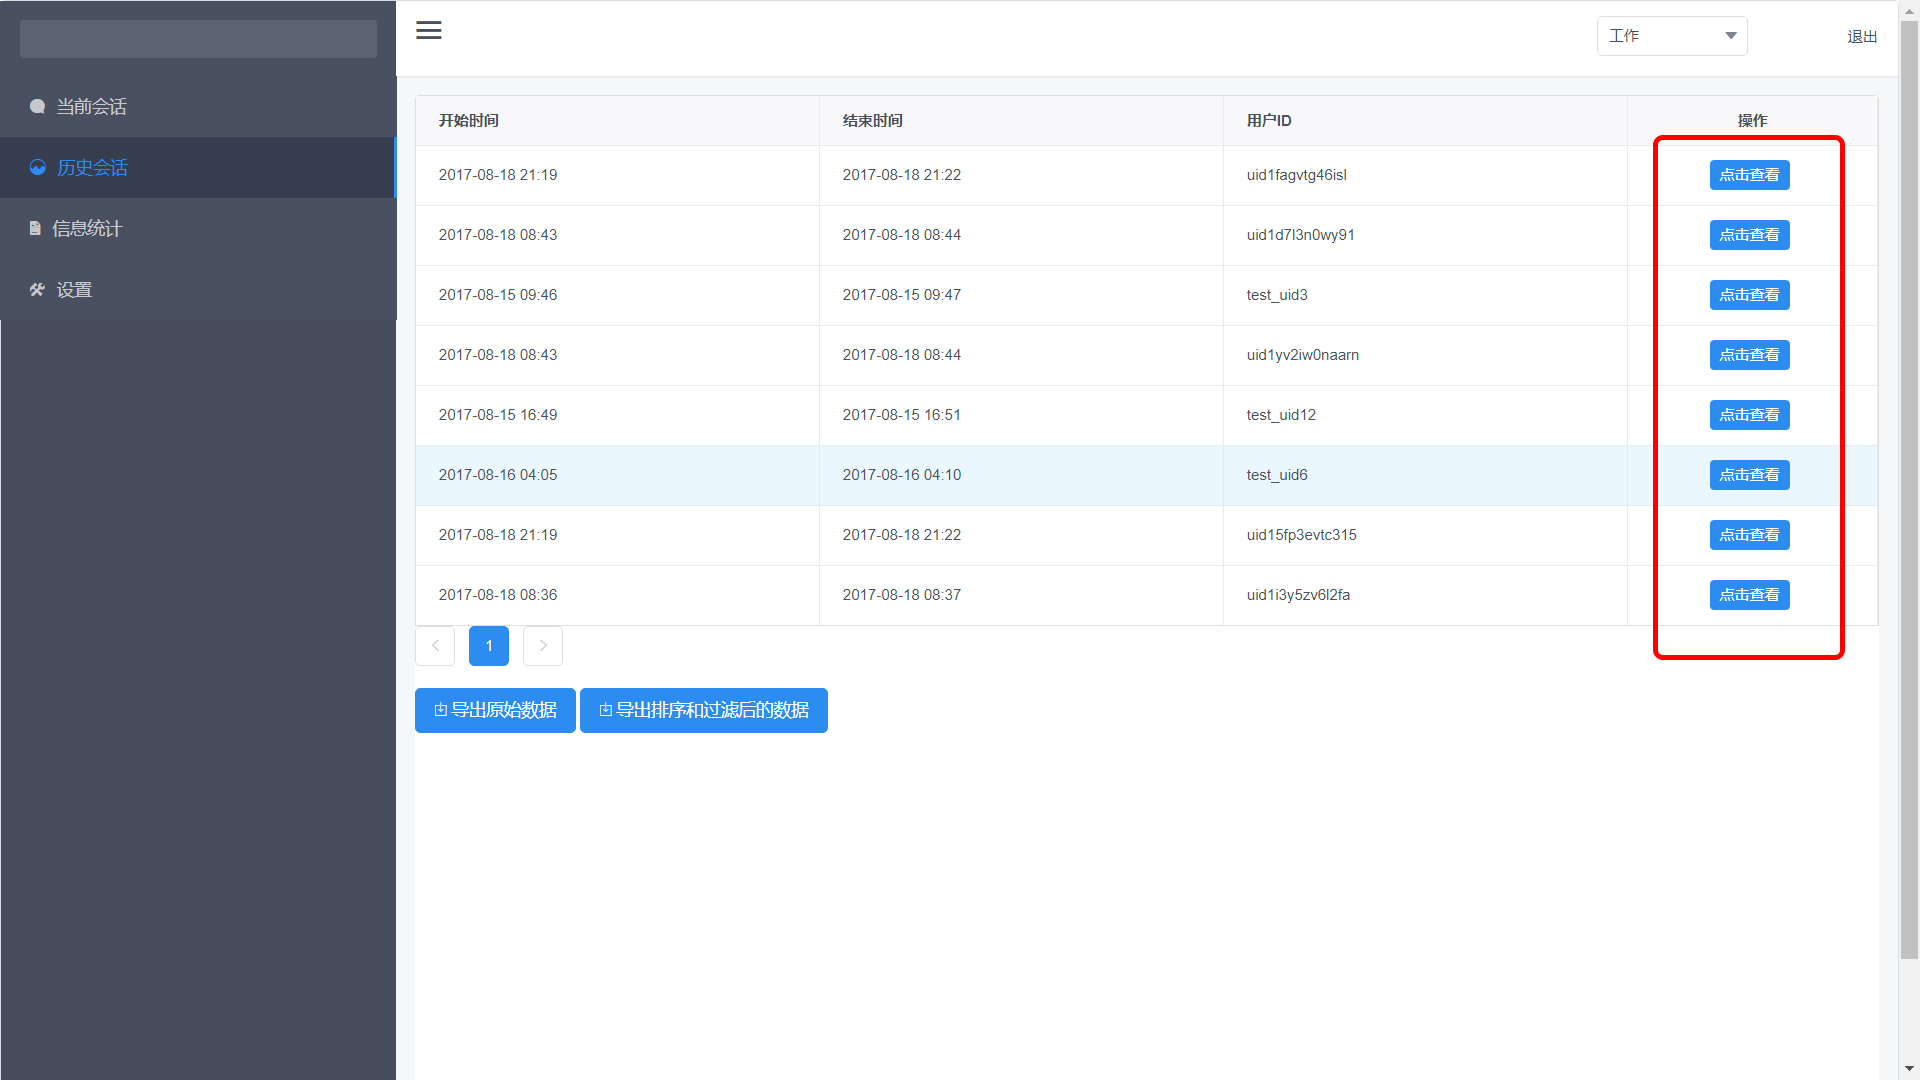 工作
退出
当前会话
历史会话
信息统计
设置
开始时间 结束时间 用户ID 操作
2017-08-18 21:19 2017-08-18 21:22 uid1fagvtg46isl 点击查看
2017-08-18 08:43 2017-08-18 08:44 uid1d7l3n0wy91 点击查看
2017-08-15 09:46 2017-08-15 09:47 test_uid3 点击查看
2017-08-18 08:43 2017-08-18 08:44 uid1yv2iw0naarn 点击查看
2017-08-15 16:49 2017-08-15 16:51 test_uid12 点击查看
2017-08-16 04:05 2017-08-16 04:10 test_uid6 点击查看
2017-08-18 21:19 2017-08-18 21:22 uid15fp3evtc315 点击查看
2017-08-18 08:36 2017-08-18 08:37 uid1i3y5zv6l2fa 点击查看
1
导出原始数据 导出排序和过滤后的数据